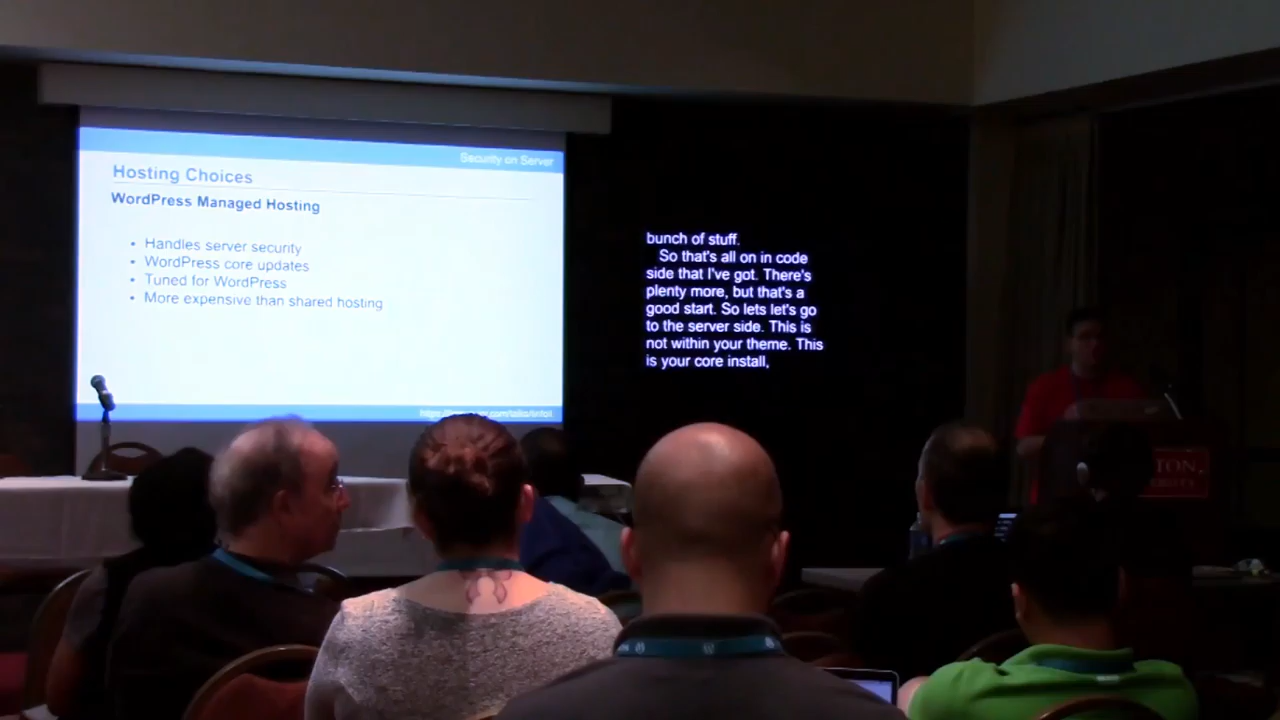 Security on Server
Hosting Choices
WordPress Managed Hosting
• Handles server security
• WordPress core updates
• Tuned for WordPress
• More expensive than shared hosting
bunch of stuff.
So that's all on in code
side that I've got. There's
plenty more, but that's a
good start. So lets let's go
to the server side. This is
not within your theme. This
is your core install,
TON